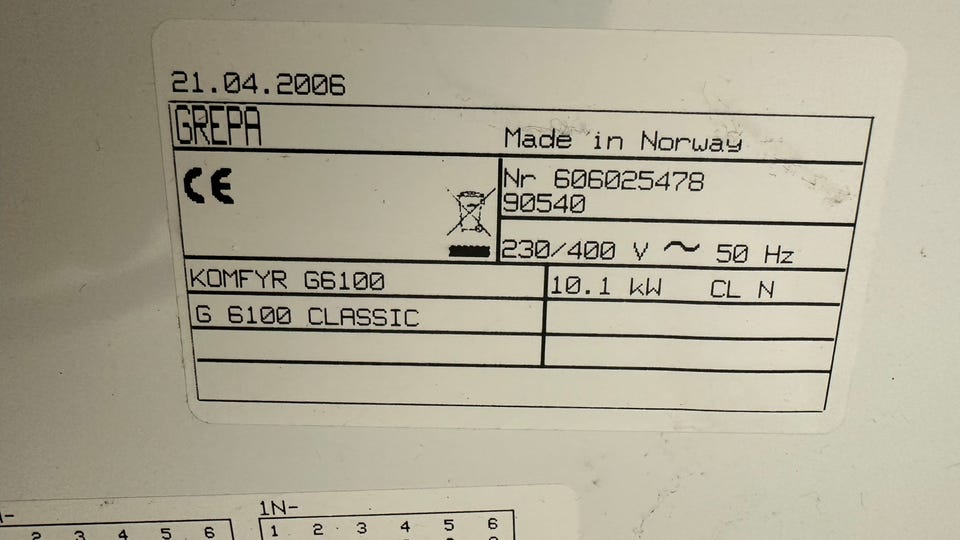 21.04.2006
GREPA
Made in Norway
CE
Nr 606025478
90540
230/400 V ~ 50 Hz
KOMFYR G6100
10.1 kW CL N
G 6100 CLASSIC
1N~
2 3 4 5 6
1 2 3 4 5 6